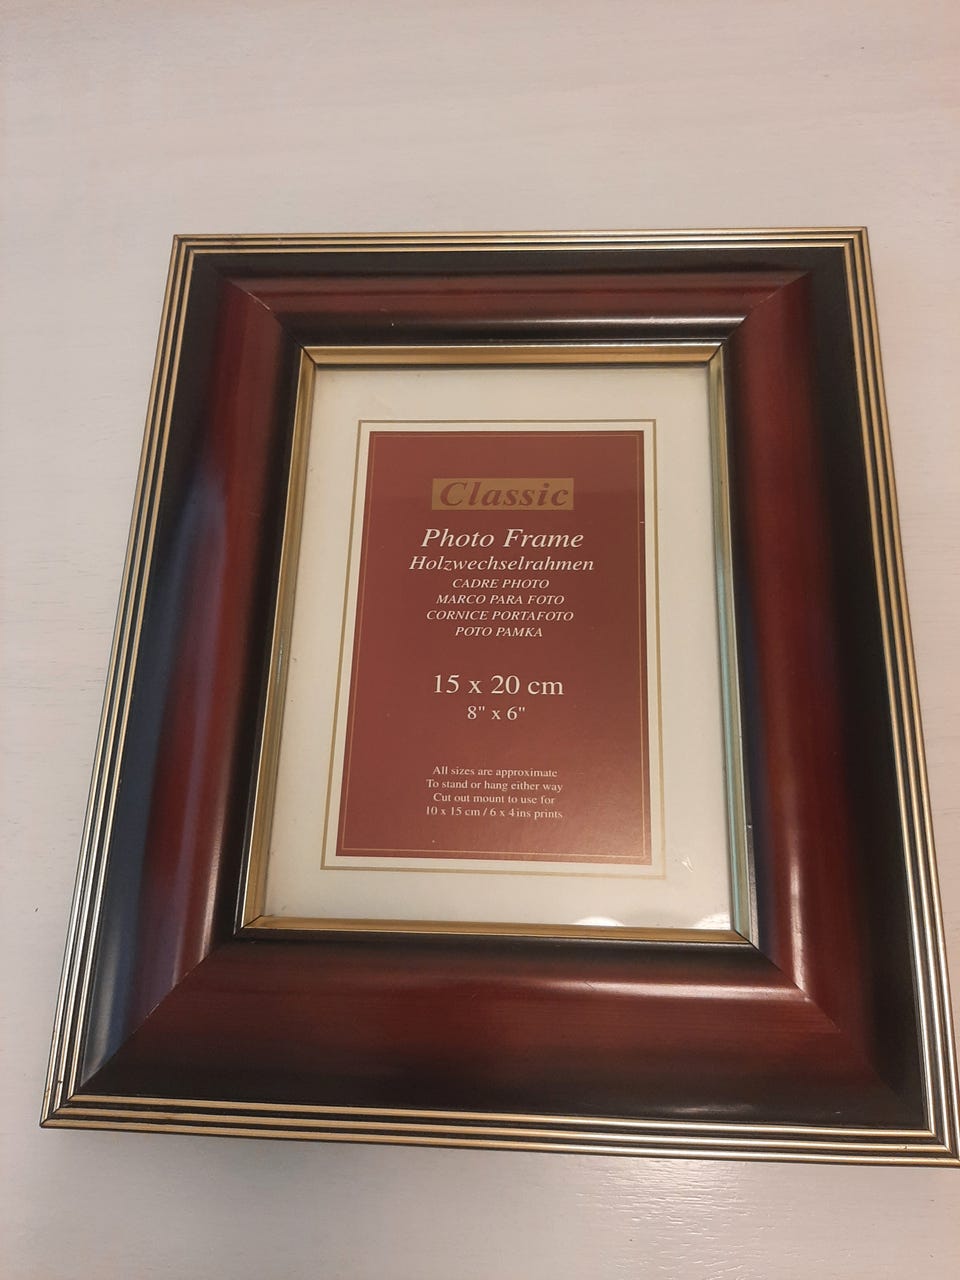 Classic
Photo Frame
Holzwechselrahmen
CADRE PHOTO
MARCO PARA FOTO
CORNICE PORTAFOTO
POTO PAMKA
15 x 20 cm
8" x 6"
All sizes are approximate
To stand or hang either way
Cut out mount to use for
10 x 15 cm / 6 x 4ins prints